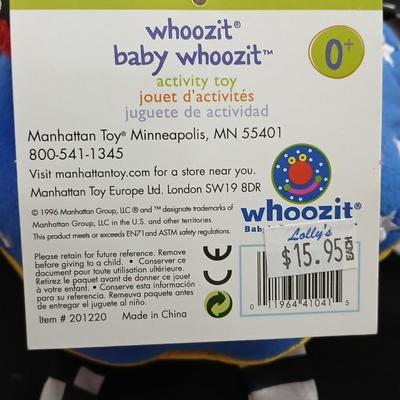 whoozit®
baby whoozit™
0+
activity toy
jouet d'activités
juguete de actividad
Manhattan Toy® Minneapolis, MN 55401
800-541-1345
Visit manhattantoy.com for a store near you.
Manhattan Toy Europe Ltd. London SW19 8DR
© 1996 Manhattan Group, LLC ® and ™ designate trademarks of
Manhattan Group, LLC in the U.S. and other territories.
This product meets or exceeds EN71 and ASTM safety regulations.
whoozit®
Bab
Please retain for future reference. Remove
before giving to a child. • Conserver ce
document pour toute utilisation ultérieure.
Retirez le paquet avant de donner ce jouet à
un enfant. • Conserve esta información
para su referencia. Remueva paquete antes
de entregar el juguete al niño.
CE
Lolly's
$15.95 EACH
0 11964 41041 5
Item # 201220
Made in China